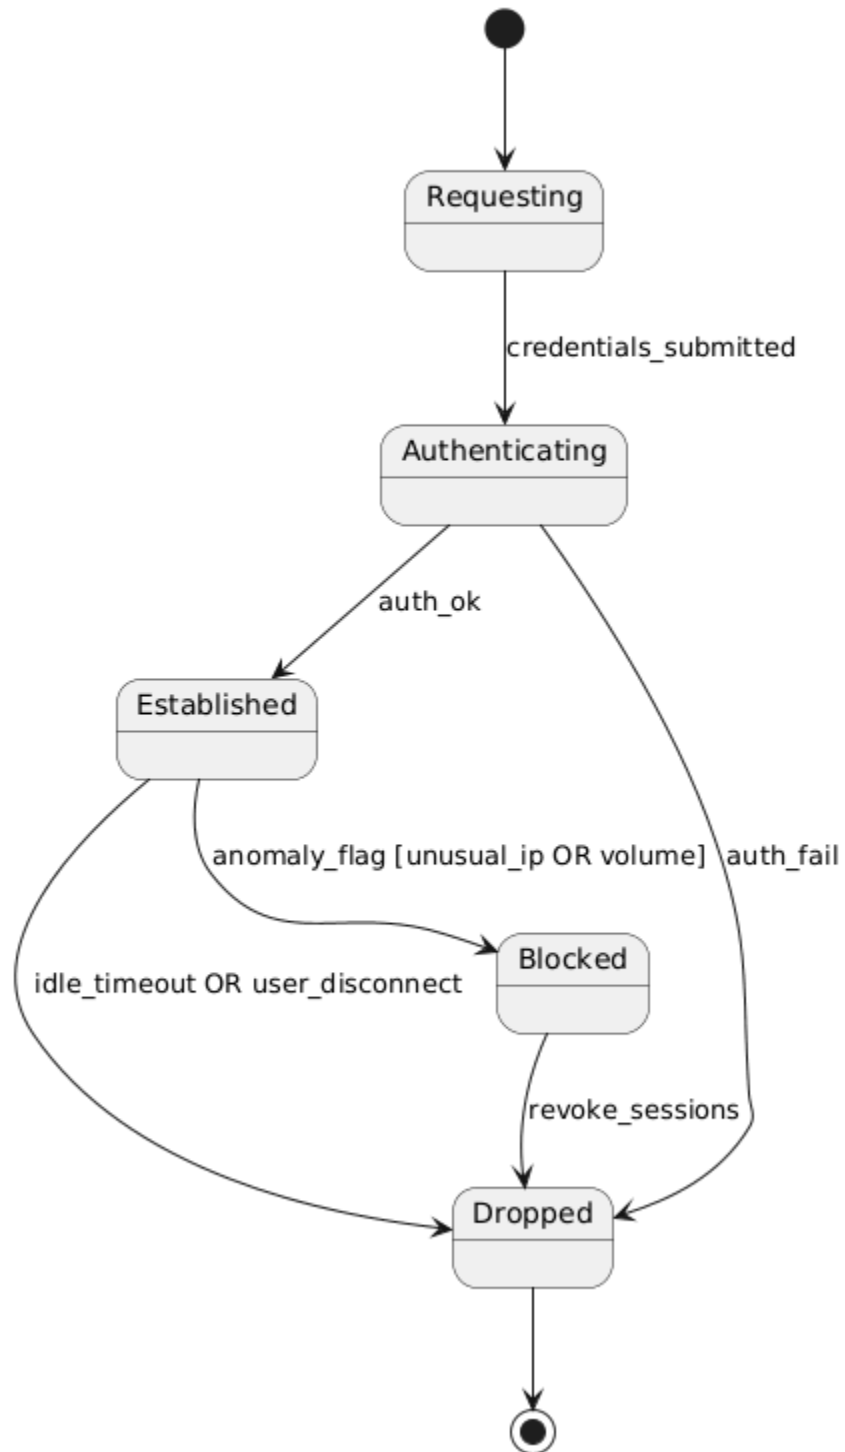 Requesting
credentials_submitted
Authenticating
auth_ok
Established
anomaly_flag [unusual_ip OR volume]
auth_fail
Blocked
idle_timeout OR user_disconnect
revoke_sessions
Dropped